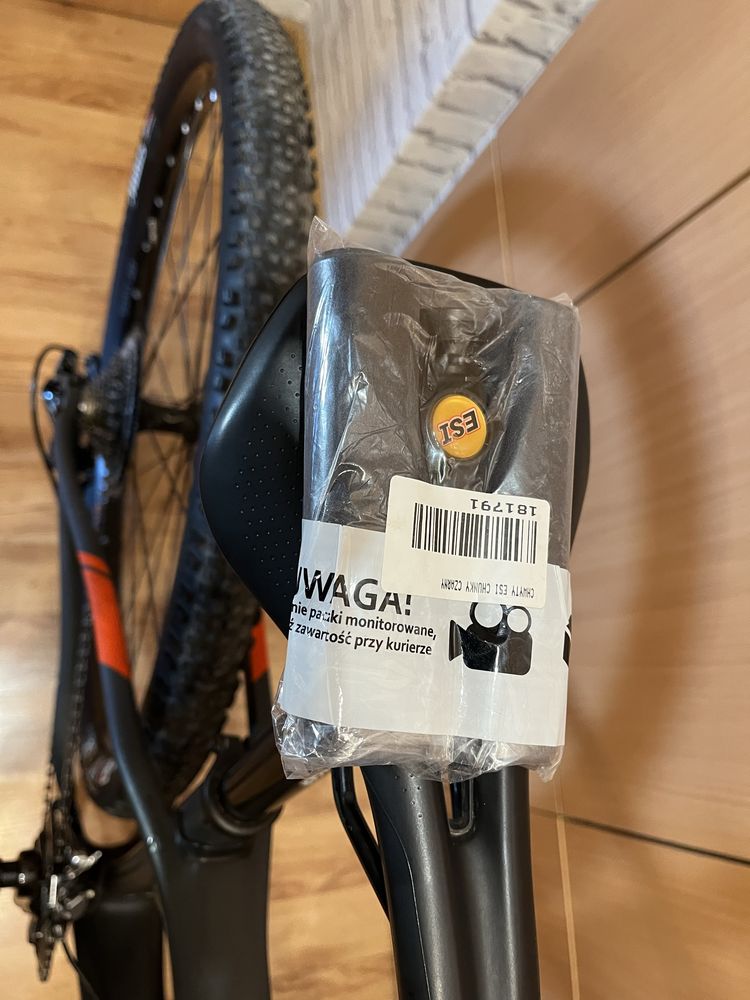 ESI
181791
CHWYTY ESI CHUNKY CZARNY
UWAGA!
nie paczki monitorowane,
ź zawartość przy kurierze